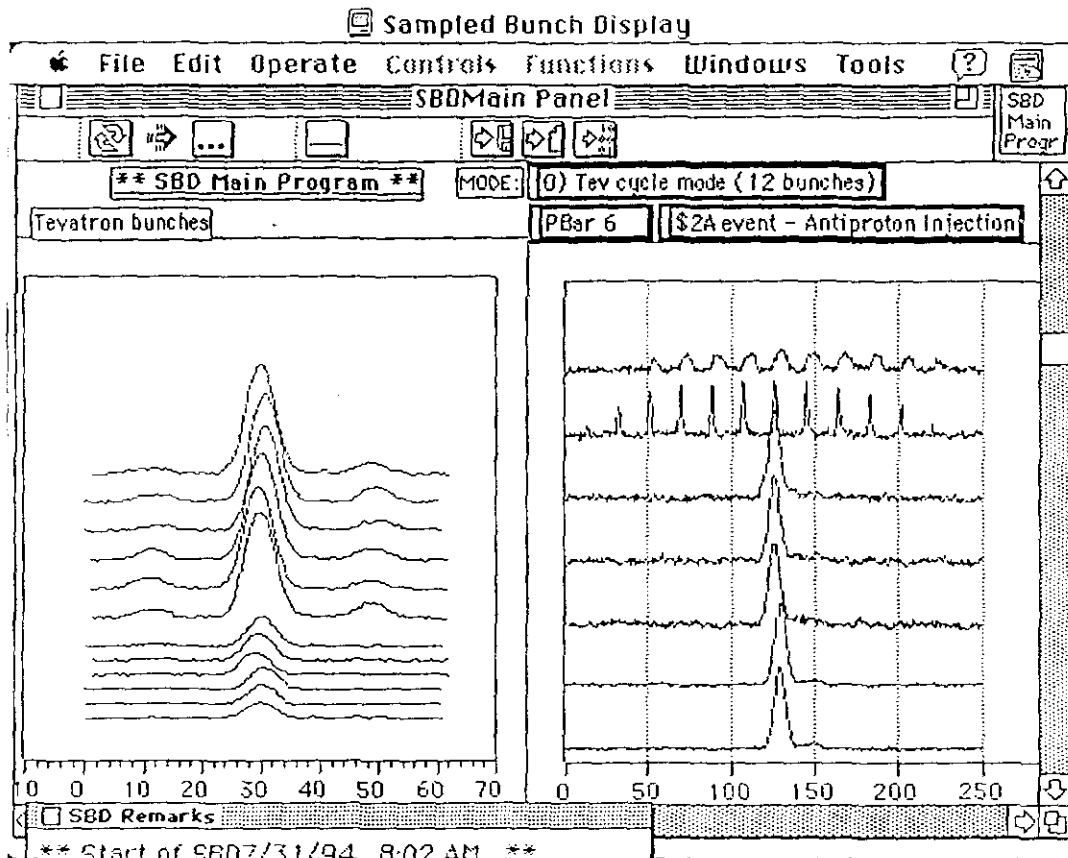 Sampled Bunch Display
File Edit Operate Controls Functions Windows Tools ?
SBDMain Panel
SBD
Main
Progr
...
** SBD Main Program **
MODE:
0) Tev cycle mode (12 bunches)
Tevatron bunches
PBar 6
$2A event - Antiproton Injection
0 10 20 30 40 50 60 70
0 50 100 150 200 250
SBD Remarks
** Start of SBD7/31/94 8:02 AM **